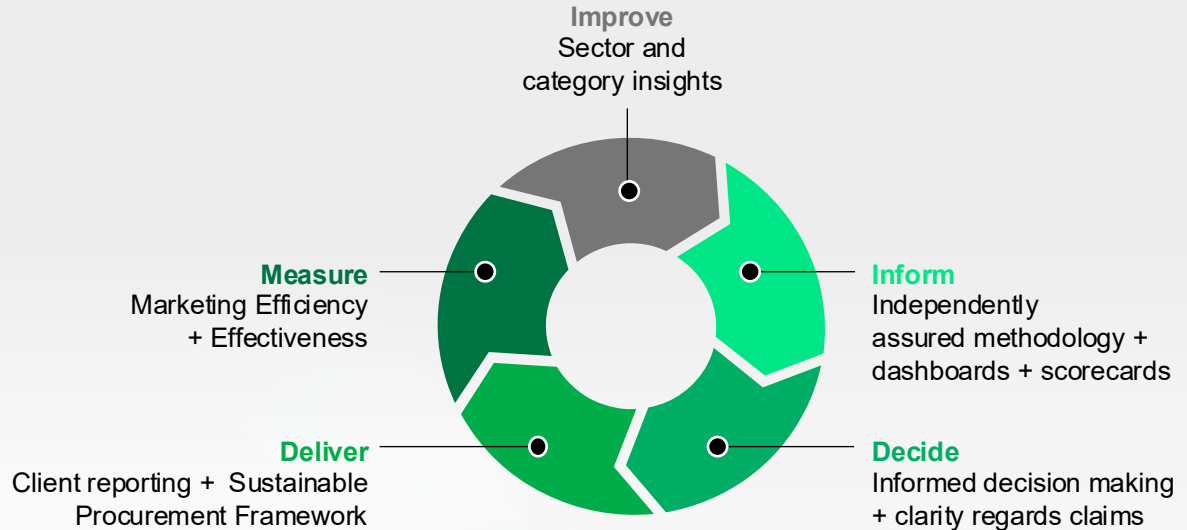 Improve
Sector and
category insights
Inform
Independently
assured methodology +
dashboards + scorecards
Decide
Informed decision making
+ clarity regards claims
Deliver
Client reporting + Sustainable
Procurement Framework
Measure
Marketing Efficiency
+ Effectiveness